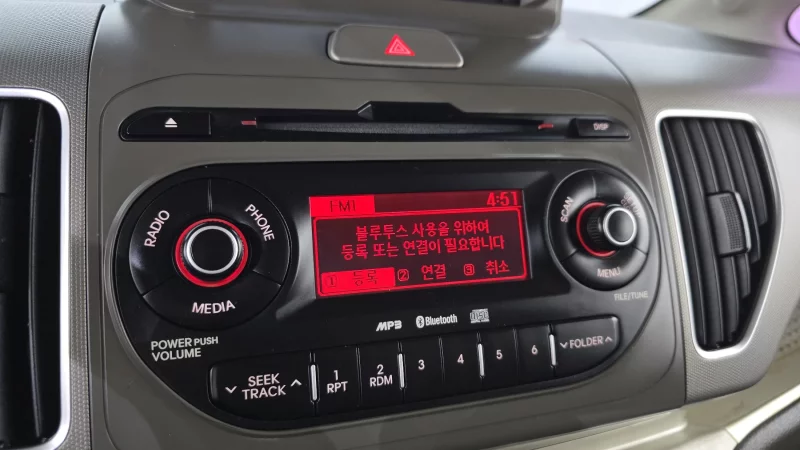 DISP
FM1 4:51
블루투스 사용을 위하여
등록 또는 연결이 필요합니다
① 등록 ② 연결 ③ 취소
RADIO
PHONE
MEDIA
SCAN
MENU
FILE/TUNE
POWER PUSH
VOLUME
MP3 Bluetooth
SEEK
TRACK
1
RPT
2
RDM
3
4
5
6
FOLDER